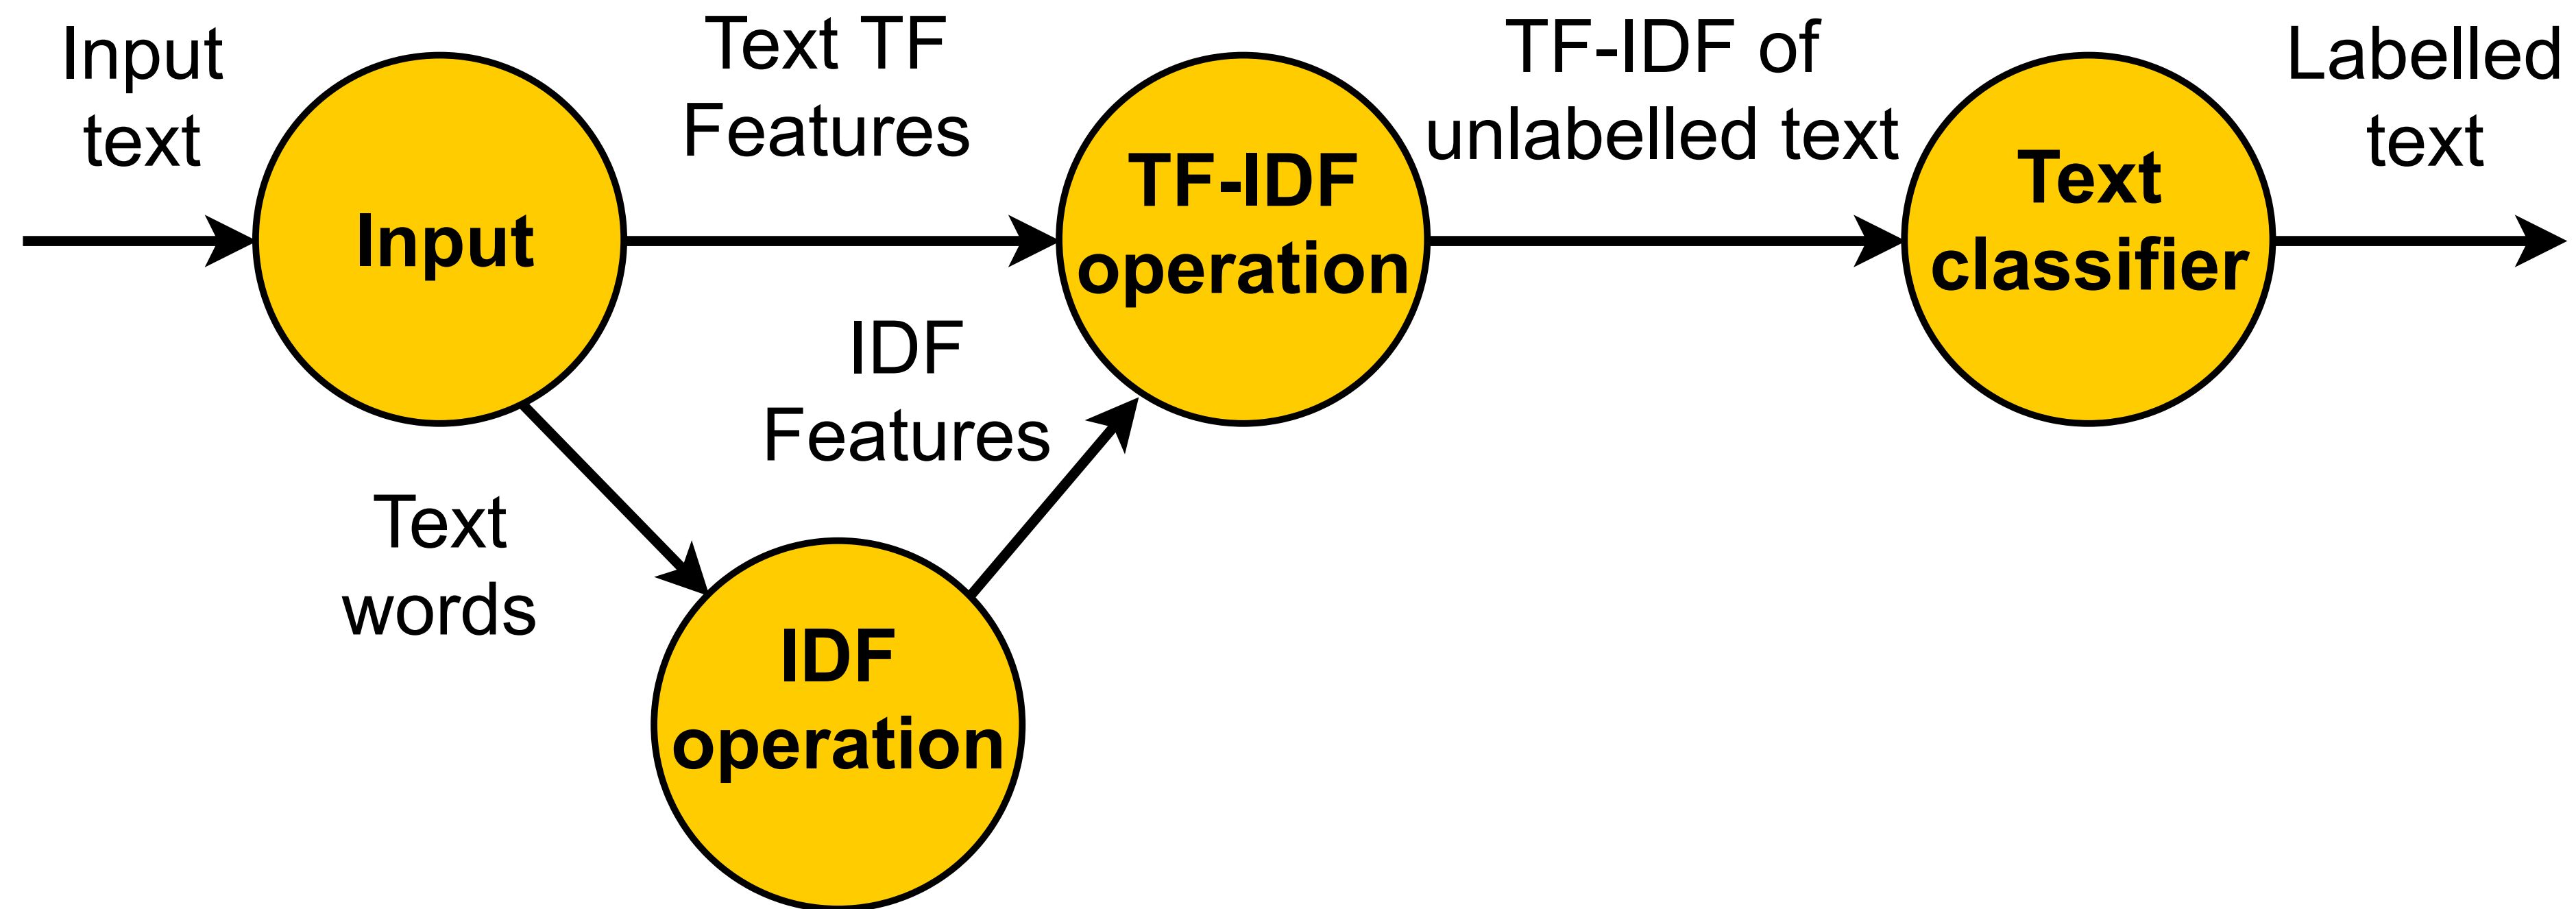 Input
text
Input
Text TF
Features
TF-IDF
operation
TF-IDF of
unlabelled text
Text
classifier
Labelled
text
IDF
Features
Text
words
IDF
operation